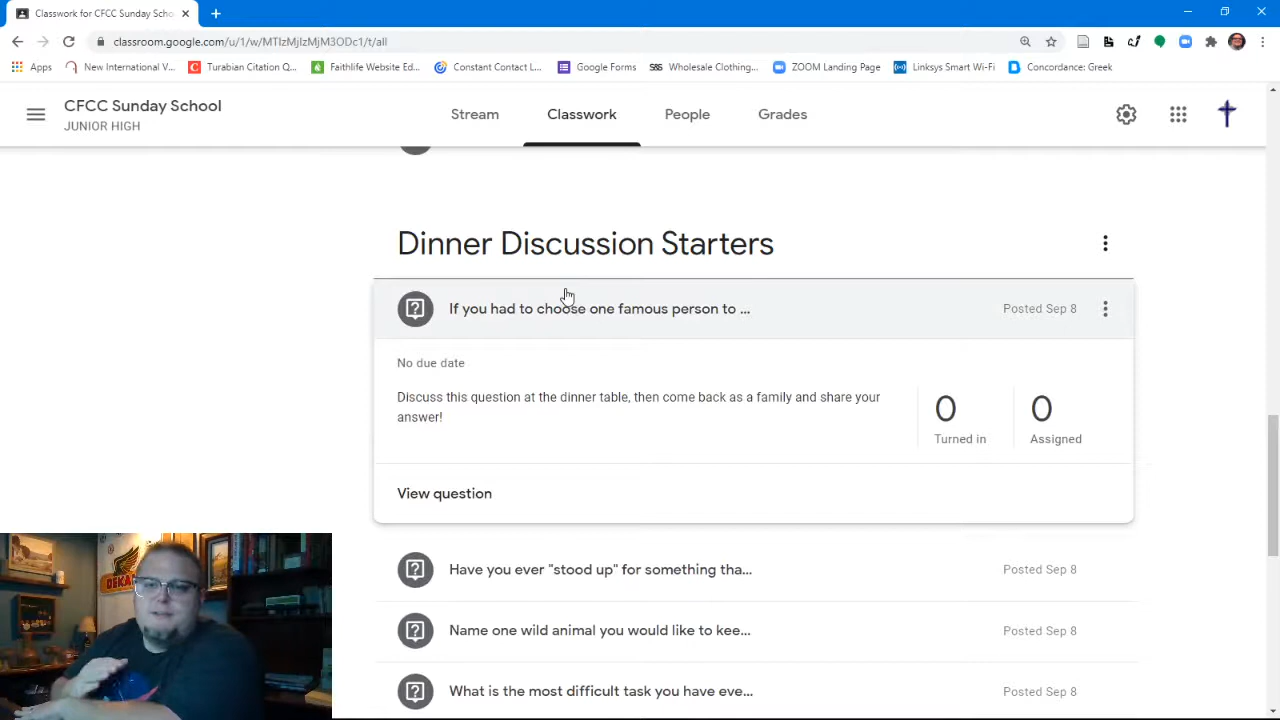 Classwork for CFCC Sunday Scho
classroom.google.com/u/1/w/MTIzMjIzMjM3ODc1/t/all
Apps New International V... Turabian Citation Q... Faithlife Website Ed... Constant Contact L... Google Forms Wholesale Clothing,... ZOOM Landing Page Linksys Smart Wi-Fi Concordance: Greek
CFCC Sunday School
JUNIOR HIGH
Stream Classwork People Grades
Dinner Discussion Starters
If you had to choose one famous person to ... Posted Sep 8
No due date
Discuss this question at the dinner table, then come back as a family and share your
answer!
0 0
Turned in Assigned
View question
DEKA
Have you ever "stood up" for something tha... Posted Sep 8
Name one wild animal you would like to kee... Posted Sep 8
What is the most difficult task you have eve... Posted Sep 8